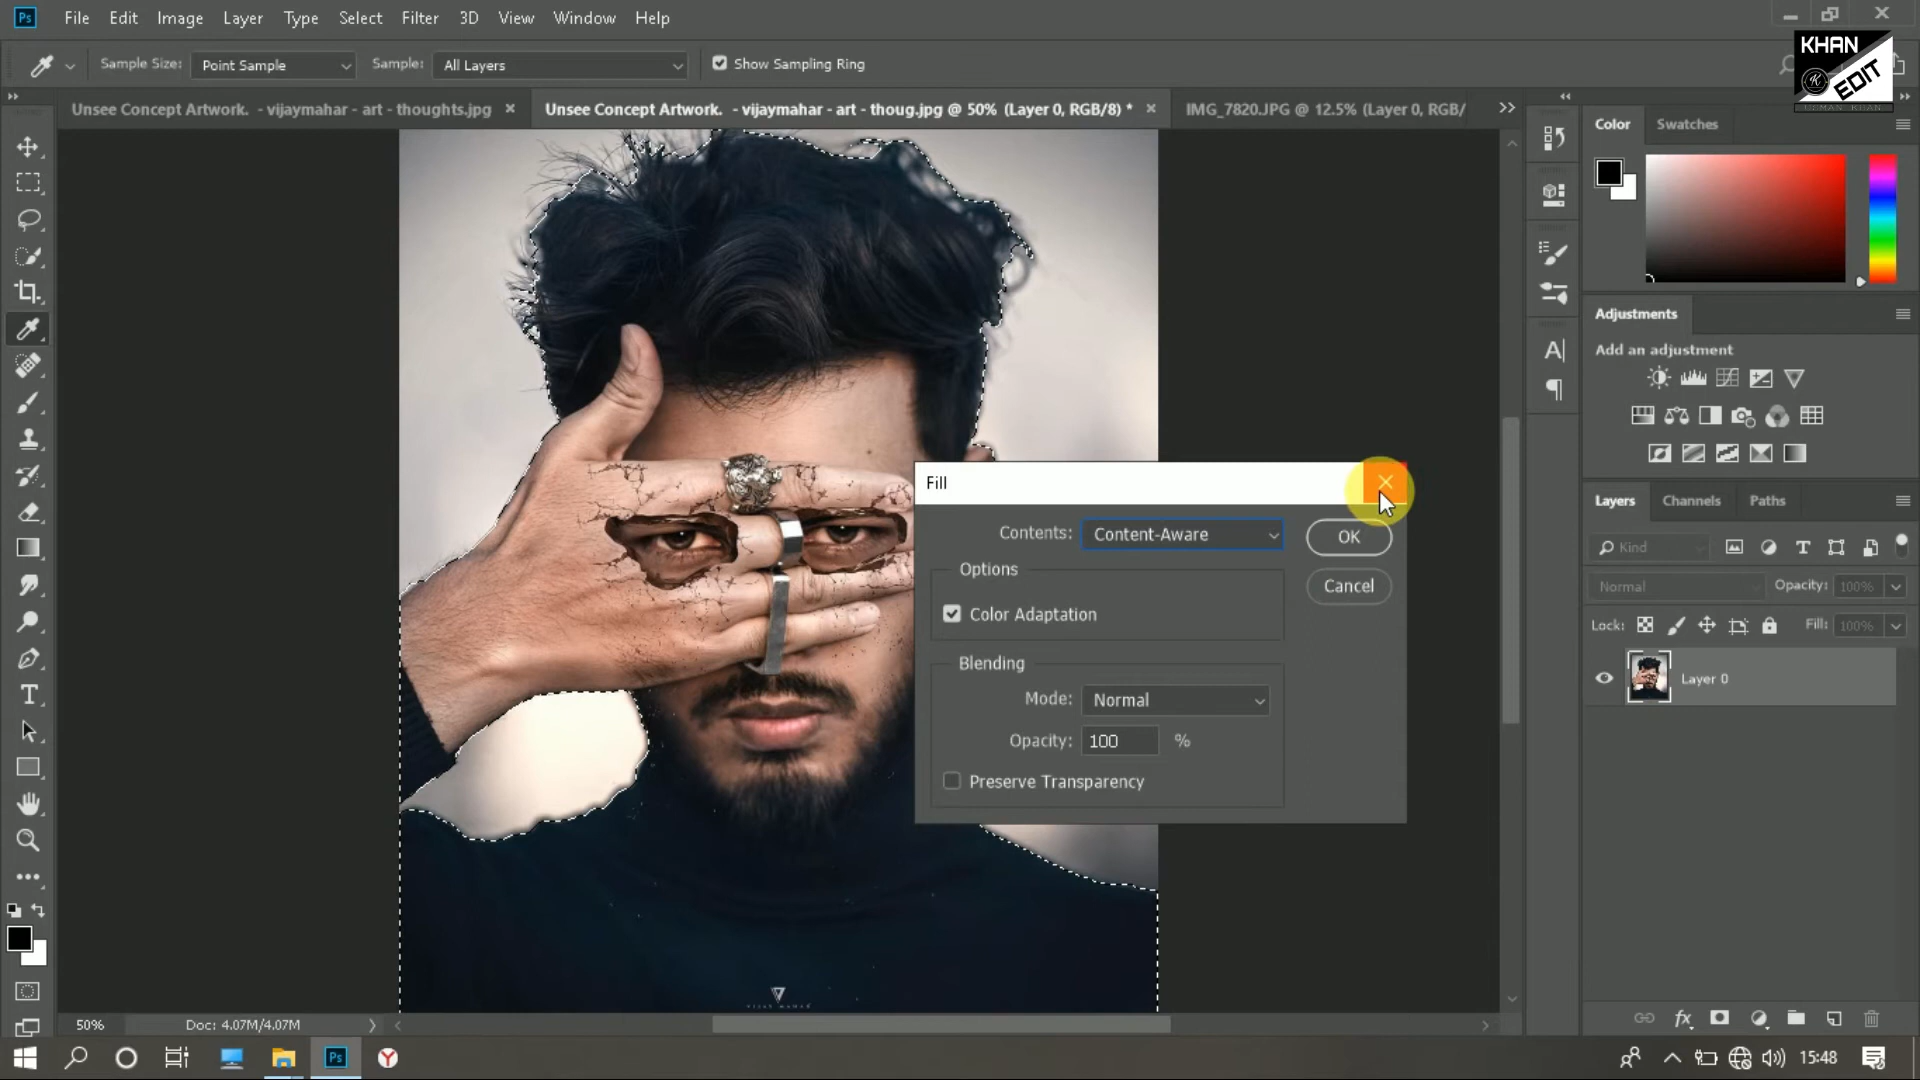 Ps File Edit Image Layer Type Select Filter 3D View Window Help
Sample Size: Point Sample Sample: All Layers Show Sampling Ring
KHAN
EDIT
Unsee Concept Artwork. - vijaymahar - art - thoughts.jpg × Unsee Concept Artwork. - vijaymahar - art - thoug.jpg @ 50% (Layer 0, RGB/8) * × IMG_7820.JPG @ 12.5% (Layer 0, RGB/
Color Swatches
Adjustments
Add an adjustment
Fill
Contents: Content-Aware
OK
Options
Cancel
Color Adaptation
Blending
Mode: Normal
Opacity: 100 %
Preserve Transparency
Layers Channels Paths
Kind
Normal Opacity: 100%
Lock: Fill: 100%
Layer 0
50% Doc: 4.07M/4.07M
Ps 15:48